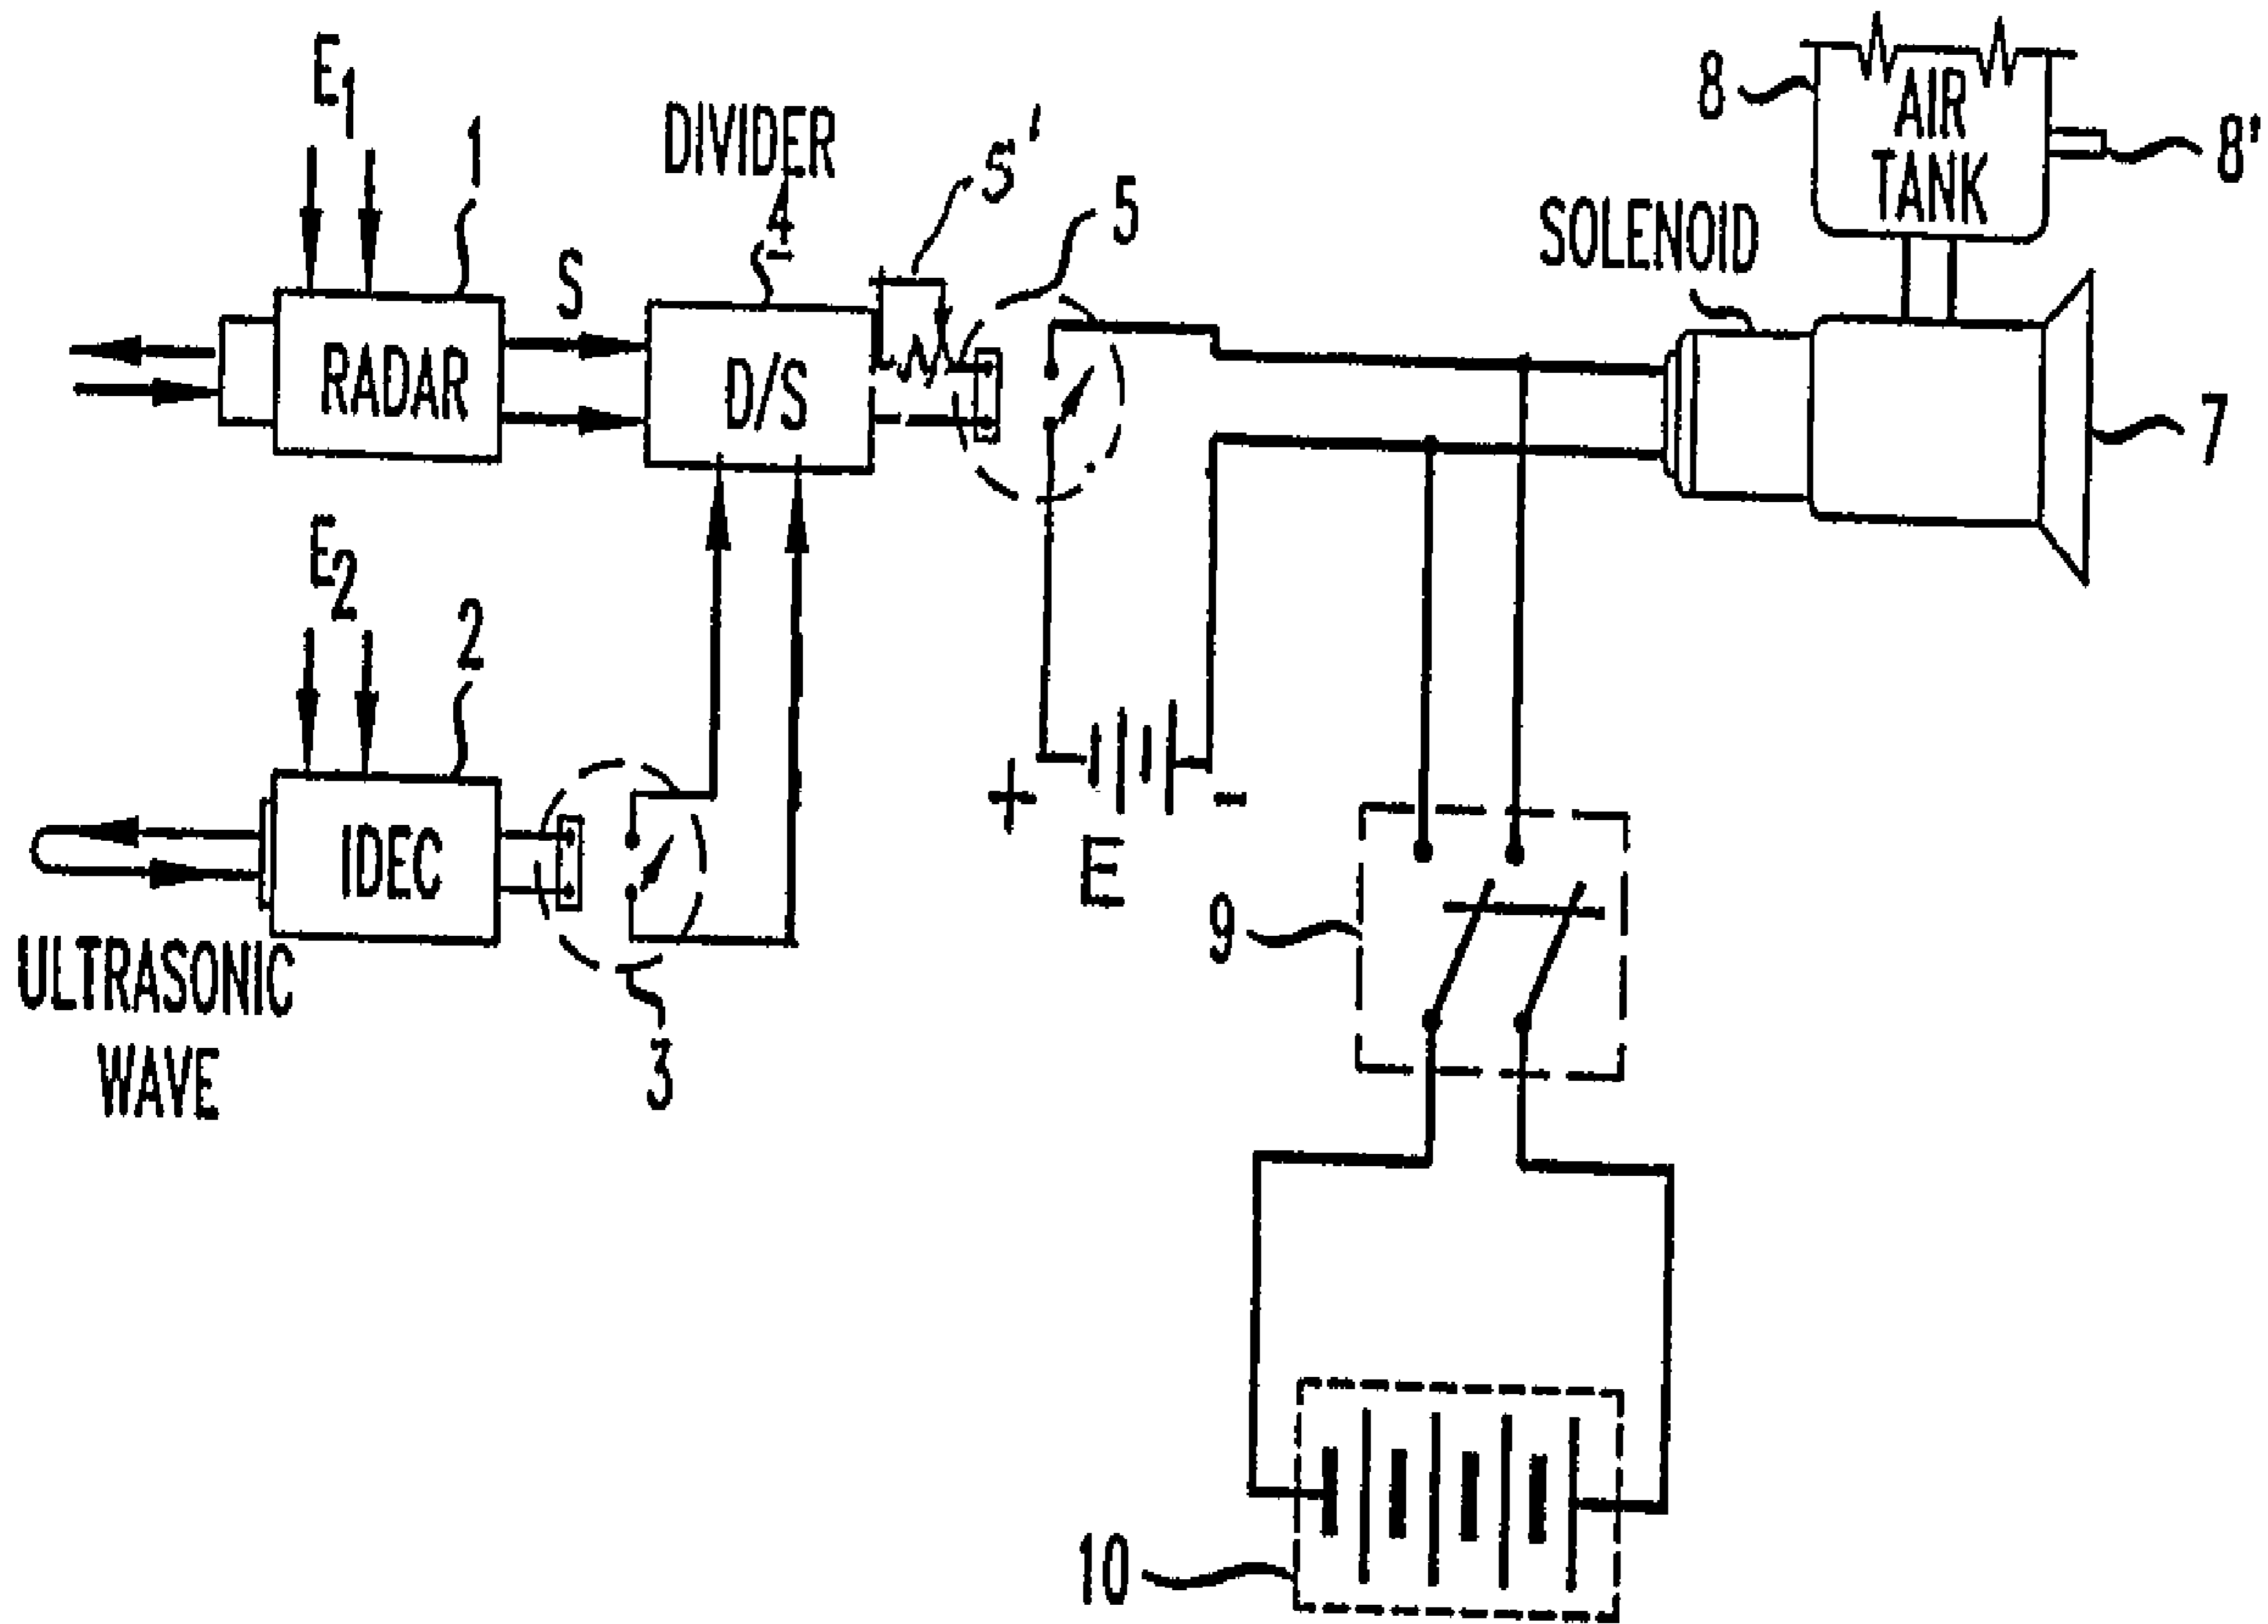 E1
1
RADAR
S
DIVIDER
4
D/S
S'
5
8
AIR
TANK
8'
SOLENOID
7
E2
2
IDEC
ULTRASONIC
WAVE
3
+
-
E
9
10